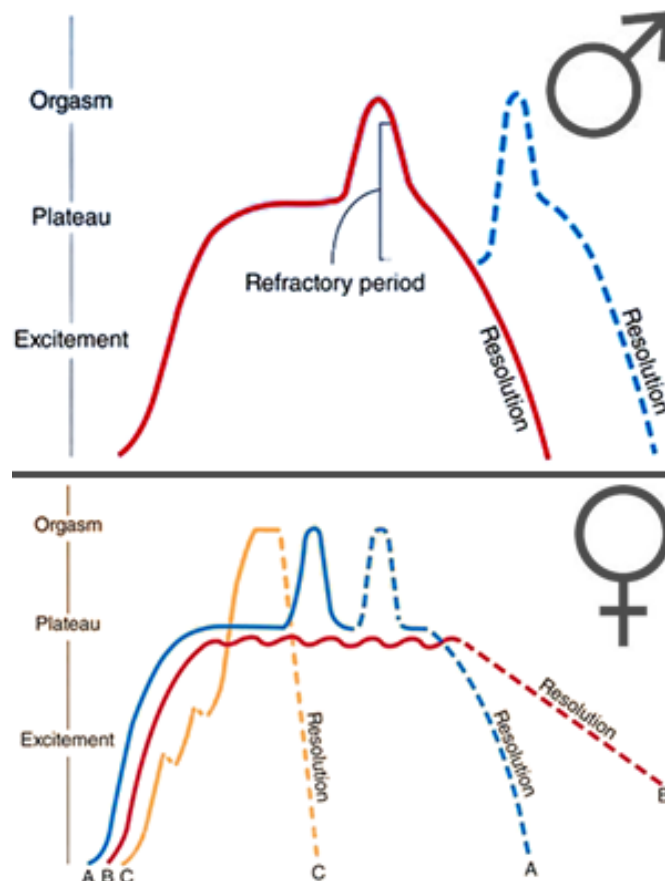 Orgasm
Plateau
Refractory period
Excitement
Resolution
Resolution
Orgasm
Plateau
Excitement
Resolution
Resolution
Resolution
A B C
C
A
B